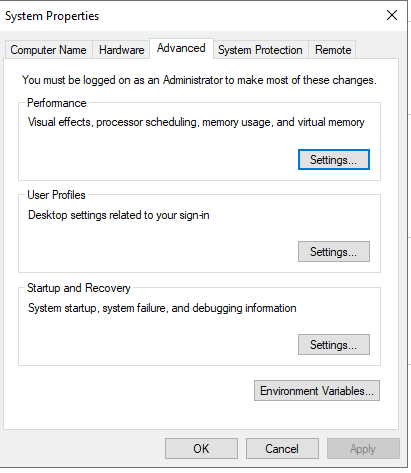 System Properties
Computer Name
Hardware
Advanced
System Protection
Remote
You must be logged on as an Administrator to make most of these changes.
Performance
Visual effects, processor scheduling, memory usage, and virtual memory
Settings...
User Profiles
Desktop settings related to your sign-in
Settings...
Startup and Recovery
System startup, system failure, and debugging information
Settings...
Environment Variables...
OK
Cancel
Apply